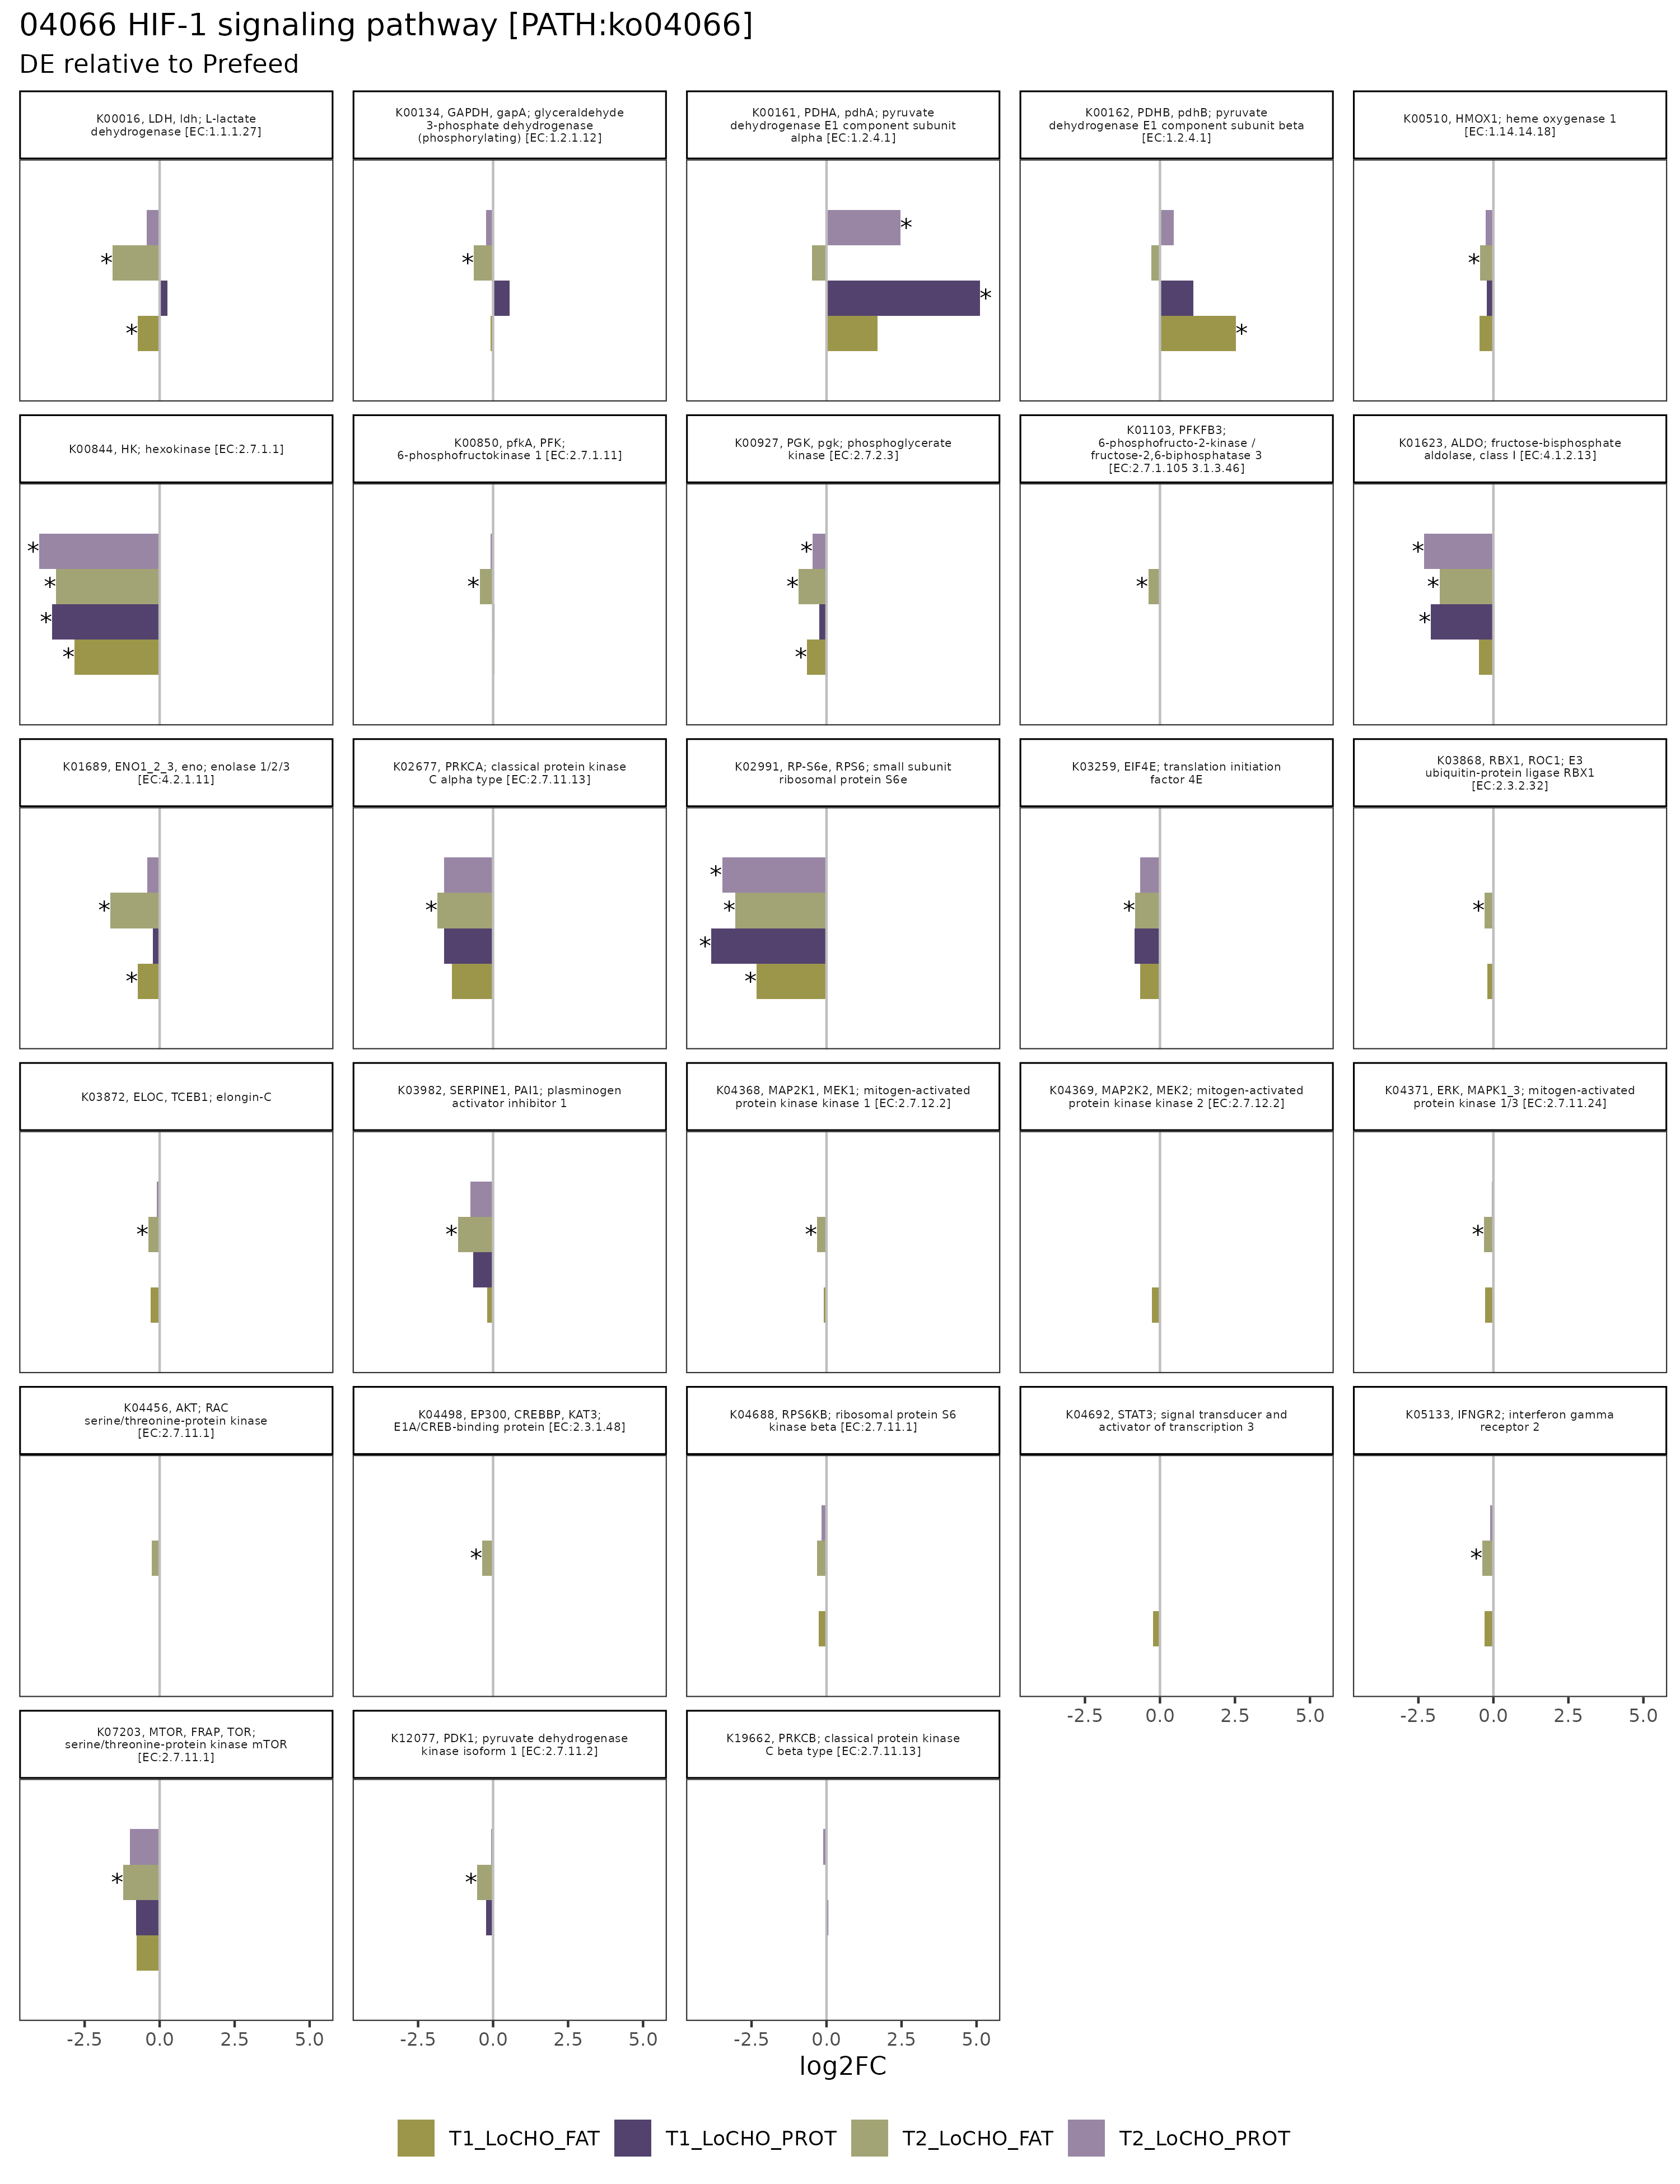 04066 HIF-1 signaling pathway [PATH:ko04066]
DE relative to Prefeed
K00016, LDH, ldh; L-lactate
dehydrogenase [EC:1.1.1.27]
K00134, GAPDH, gapA; glyceraldehyde
3-phosphate dehydrogenase
(phosphorylating) [EC:1.2.1.12]
K00161, PDHA, pdhA; pyruvate
dehydrogenase E1 component subunit
alpha [EC:1.2.4.1]
K00162, PDHB, pdhB; pyruvate
dehydrogenase E1 component subunit beta
[EC:1.2.4.1]
K00510, HMOX1; heme oxygenase 1
[EC:1.14.14.18]
*
*
*
*
*
*
*
K00844, HK; hexokinase [EC:2.7.1.1]
K00850, pfkA, PFK;
6-phosphofructokinase 1 [EC:2.7.1.11]
K00927, PGK, pgk; phosphoglycerate
kinase [EC:2.7.2.3]
K01103, PFKFB3;
6-phosphofructo-2-kinase /
fructose-2,6-biphosphatase 3
[EC:2.7.1.105 3.1.3.46]
K01623, ALDO; fructose-bisphosphate
aldolase, class I [EC:4.1.2.13]
*
*
*
*
*
*
*
*
*
*
*
*
K01689, ENO1_2_3, eno; enolase 1/2/3
[EC:4.2.1.11]
K02677, PRKCA; classical protein kinase
C alpha type [EC:2.7.11.13]
K02991, RP-S6e, RPS6; small subunit
ribosomal protein S6e
K03259, EIF4E; translation initiation
factor 4E
K03868, RBX1, ROC1; E3
ubiquitin-protein ligase RBX1
[EC:2.3.2.32]
*
*
*
*
*
*
*
*
*
K03872, ELOC, TCEB1; elongin-C
K03982, SERPINE1, PAI1; plasminogen
activator inhibitor 1
K04368, MAP2K1, MEK1; mitogen-activated
protein kinase kinase 1 [EC:2.7.12.2]
K04369, MAP2K2, MEK2; mitogen-activated
protein kinase kinase 2 [EC:2.7.12.2]
K04371, ERK, MAPK1_3; mitogen-activated
protein kinase 1/3 [EC:2.7.11.24]
*
*
*
*
K04456, AKT; RAC
serine/threonine-protein kinase
[EC:2.7.11.1]
K04498, EP300, CREBBP, KAT3;
E1A/CREB-binding protein [EC:2.3.1.48]
K04688, RPS6KB; ribosomal protein S6
kinase beta [EC:2.7.11.1]
K04692, STAT3; signal transducer and
activator of transcription 3
K05133, IFNGR2; interferon gamma
receptor 2
*
*
-2.5 0.0 2.5 5.0
-2.5 0.0 2.5 5.0
K07203, MTOR, FRAP, TOR;
serine/threonine-protein kinase mTOR
[EC:2.7.11.1]
K12077, PDK1; pyruvate dehydrogenase
kinase isoform 1 [EC:2.7.11.2]
K19662, PRKCB; classical protein kinase
C beta type [EC:2.7.11.13]
*
*
-2.5 0.0 2.5 5.0
-2.5 0.0 2.5 5.0
-2.5 0.0 2.5 5.0
log2FC
T1_LoCHO_FAT T1_LoCHO_PROT T2_LoCHO_FAT T2_LoCHO_PROT